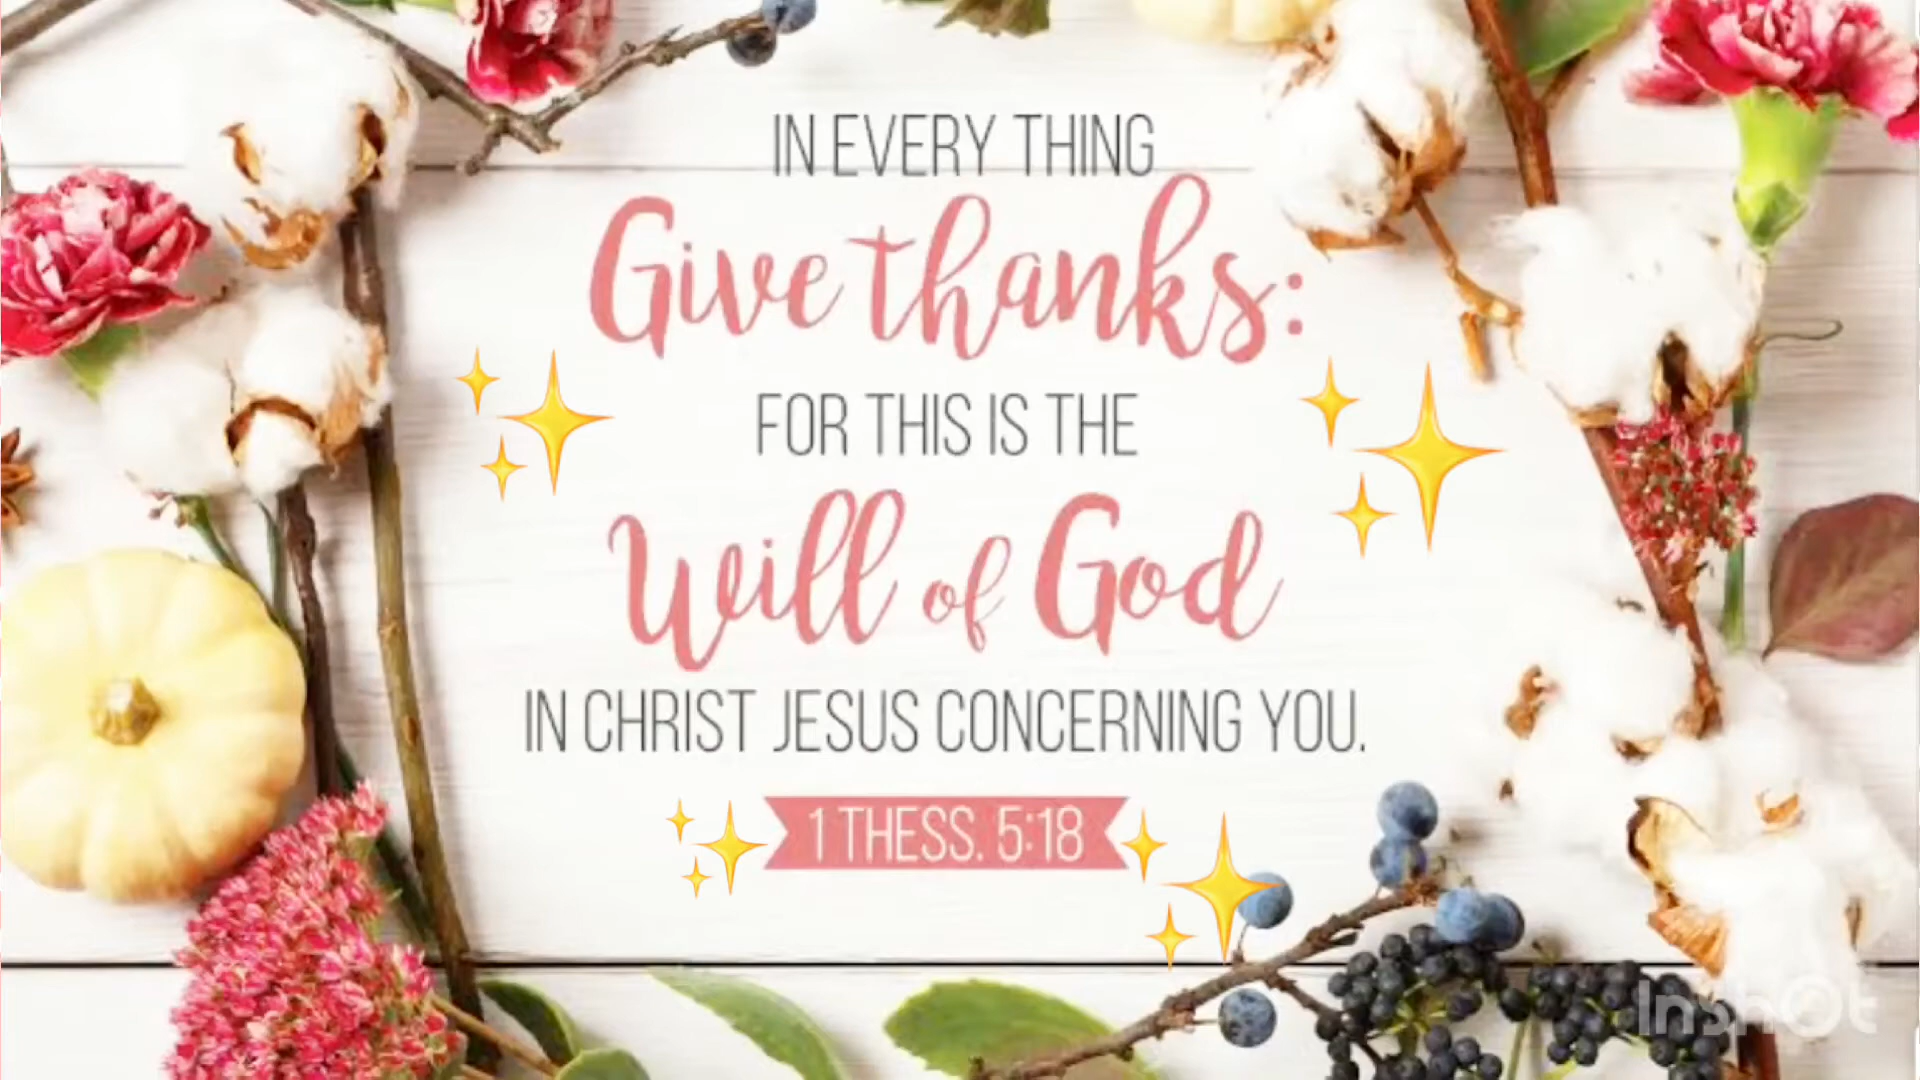 IN EVERY THING
Give thanks:
FOR THIS IS THE
Will of God
IN CHRIST JESUS CONCERNING YOU.
1 THESS. 5:18
InShOt